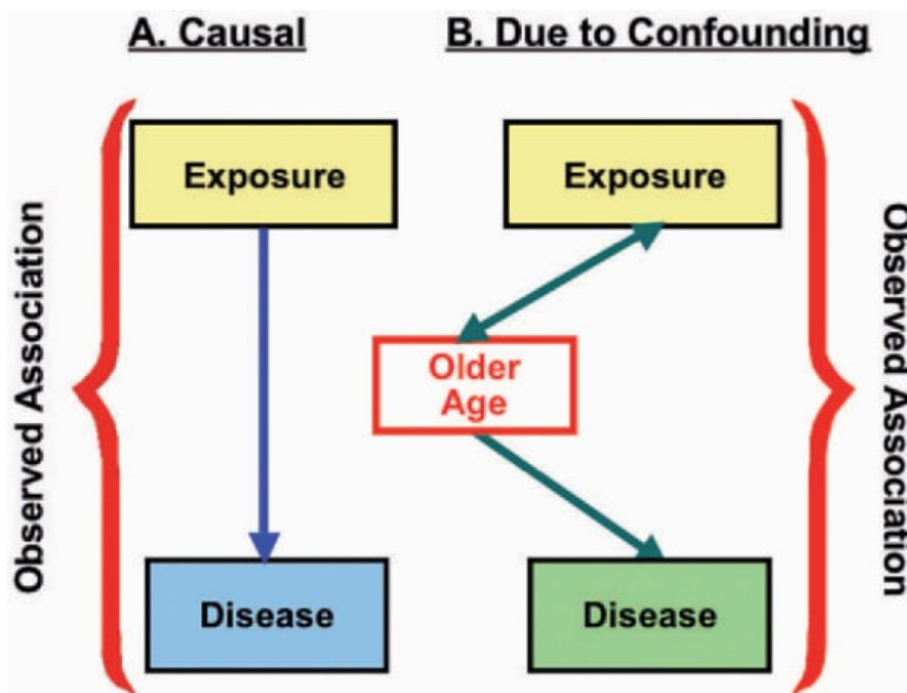 A. Causal
B. Due to Confounding
Observed Association
Exposure
Exposure
Older
Age
Disease
Disease
Observed Association